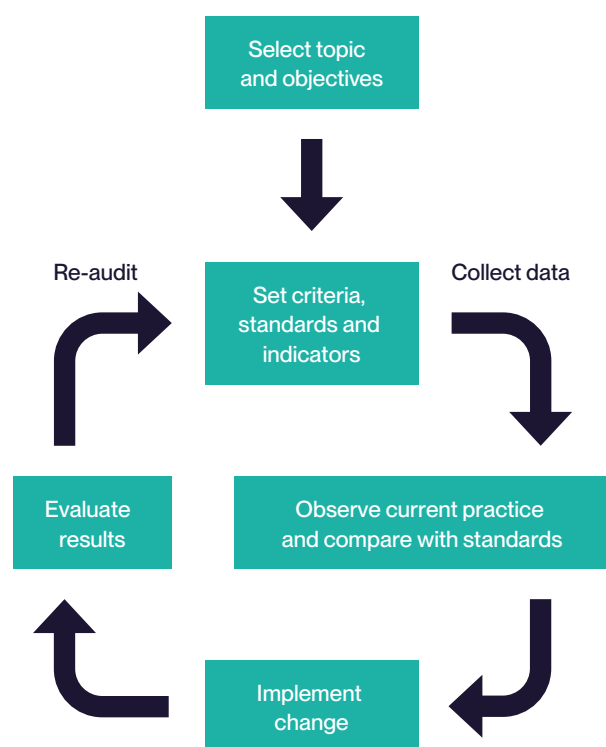 Select topic
and objectives
Re-audit
Collect data
Set criteria,
standards and
indicators
Evaluate
results
Observe current practice
and compare with standards
Implement
change